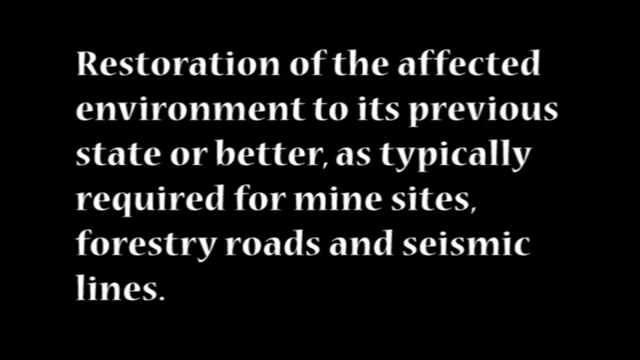 Restoration of the affected
environment to its previous
state or better, as typically
required for mine sites,
forestry roads and seismic
lines.